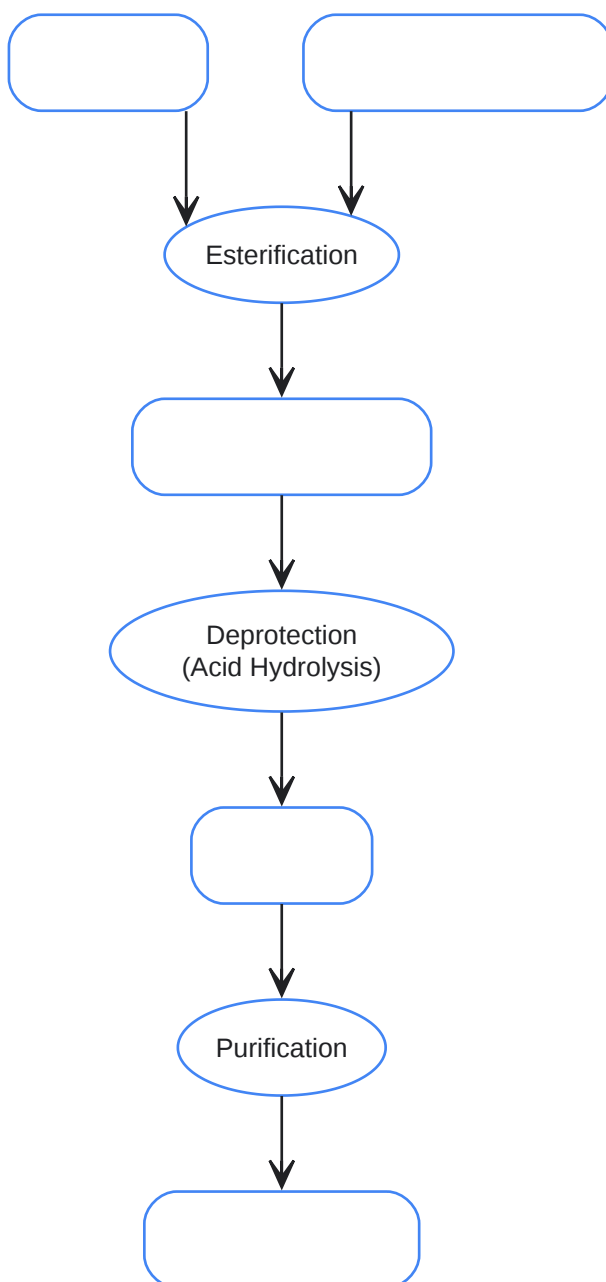 Esterification
Deprotection
(Acid Hydrolysis)
Purification